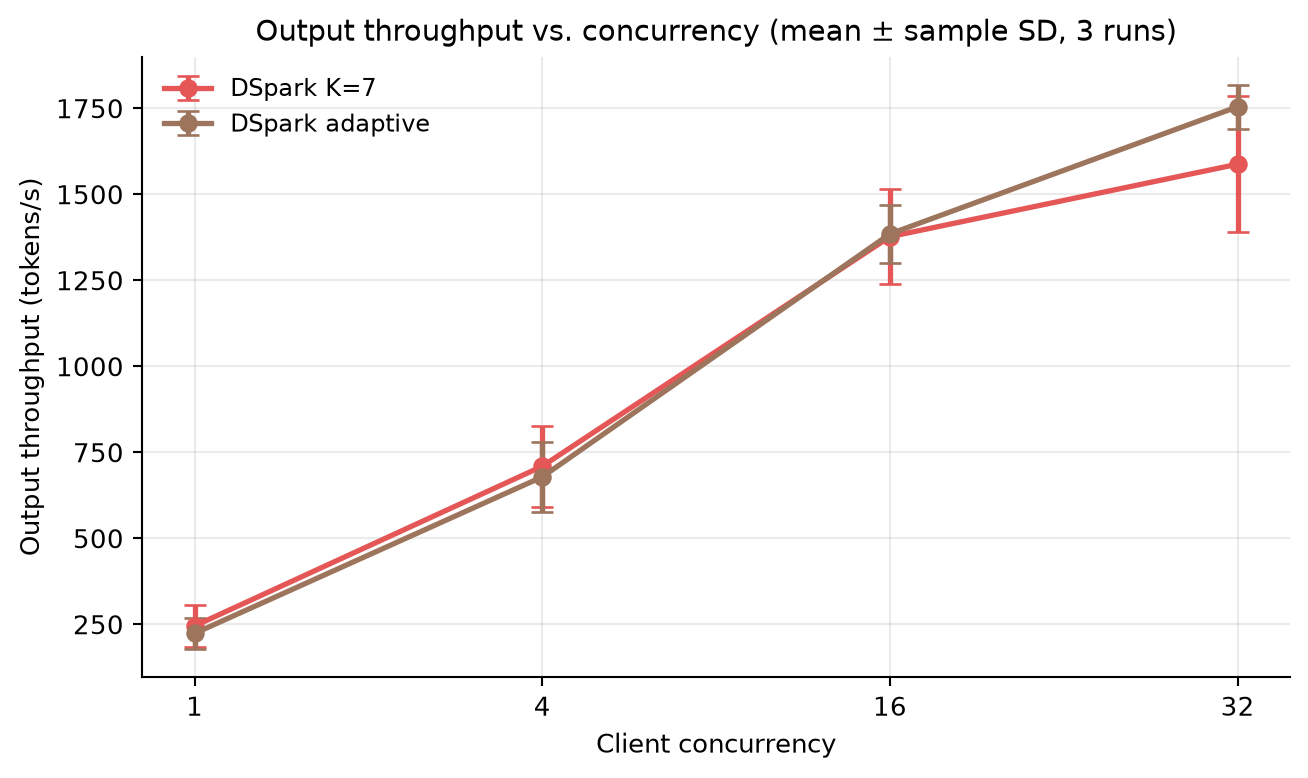 Output throughput vs. concurrency (mean ± sample SD, 3 runs)
DSpark K=7
DSpark adaptive
Output throughput (tokens/s)
1750
1500
1250
1000
750
500
250
1 4 16 32
Client concurrency